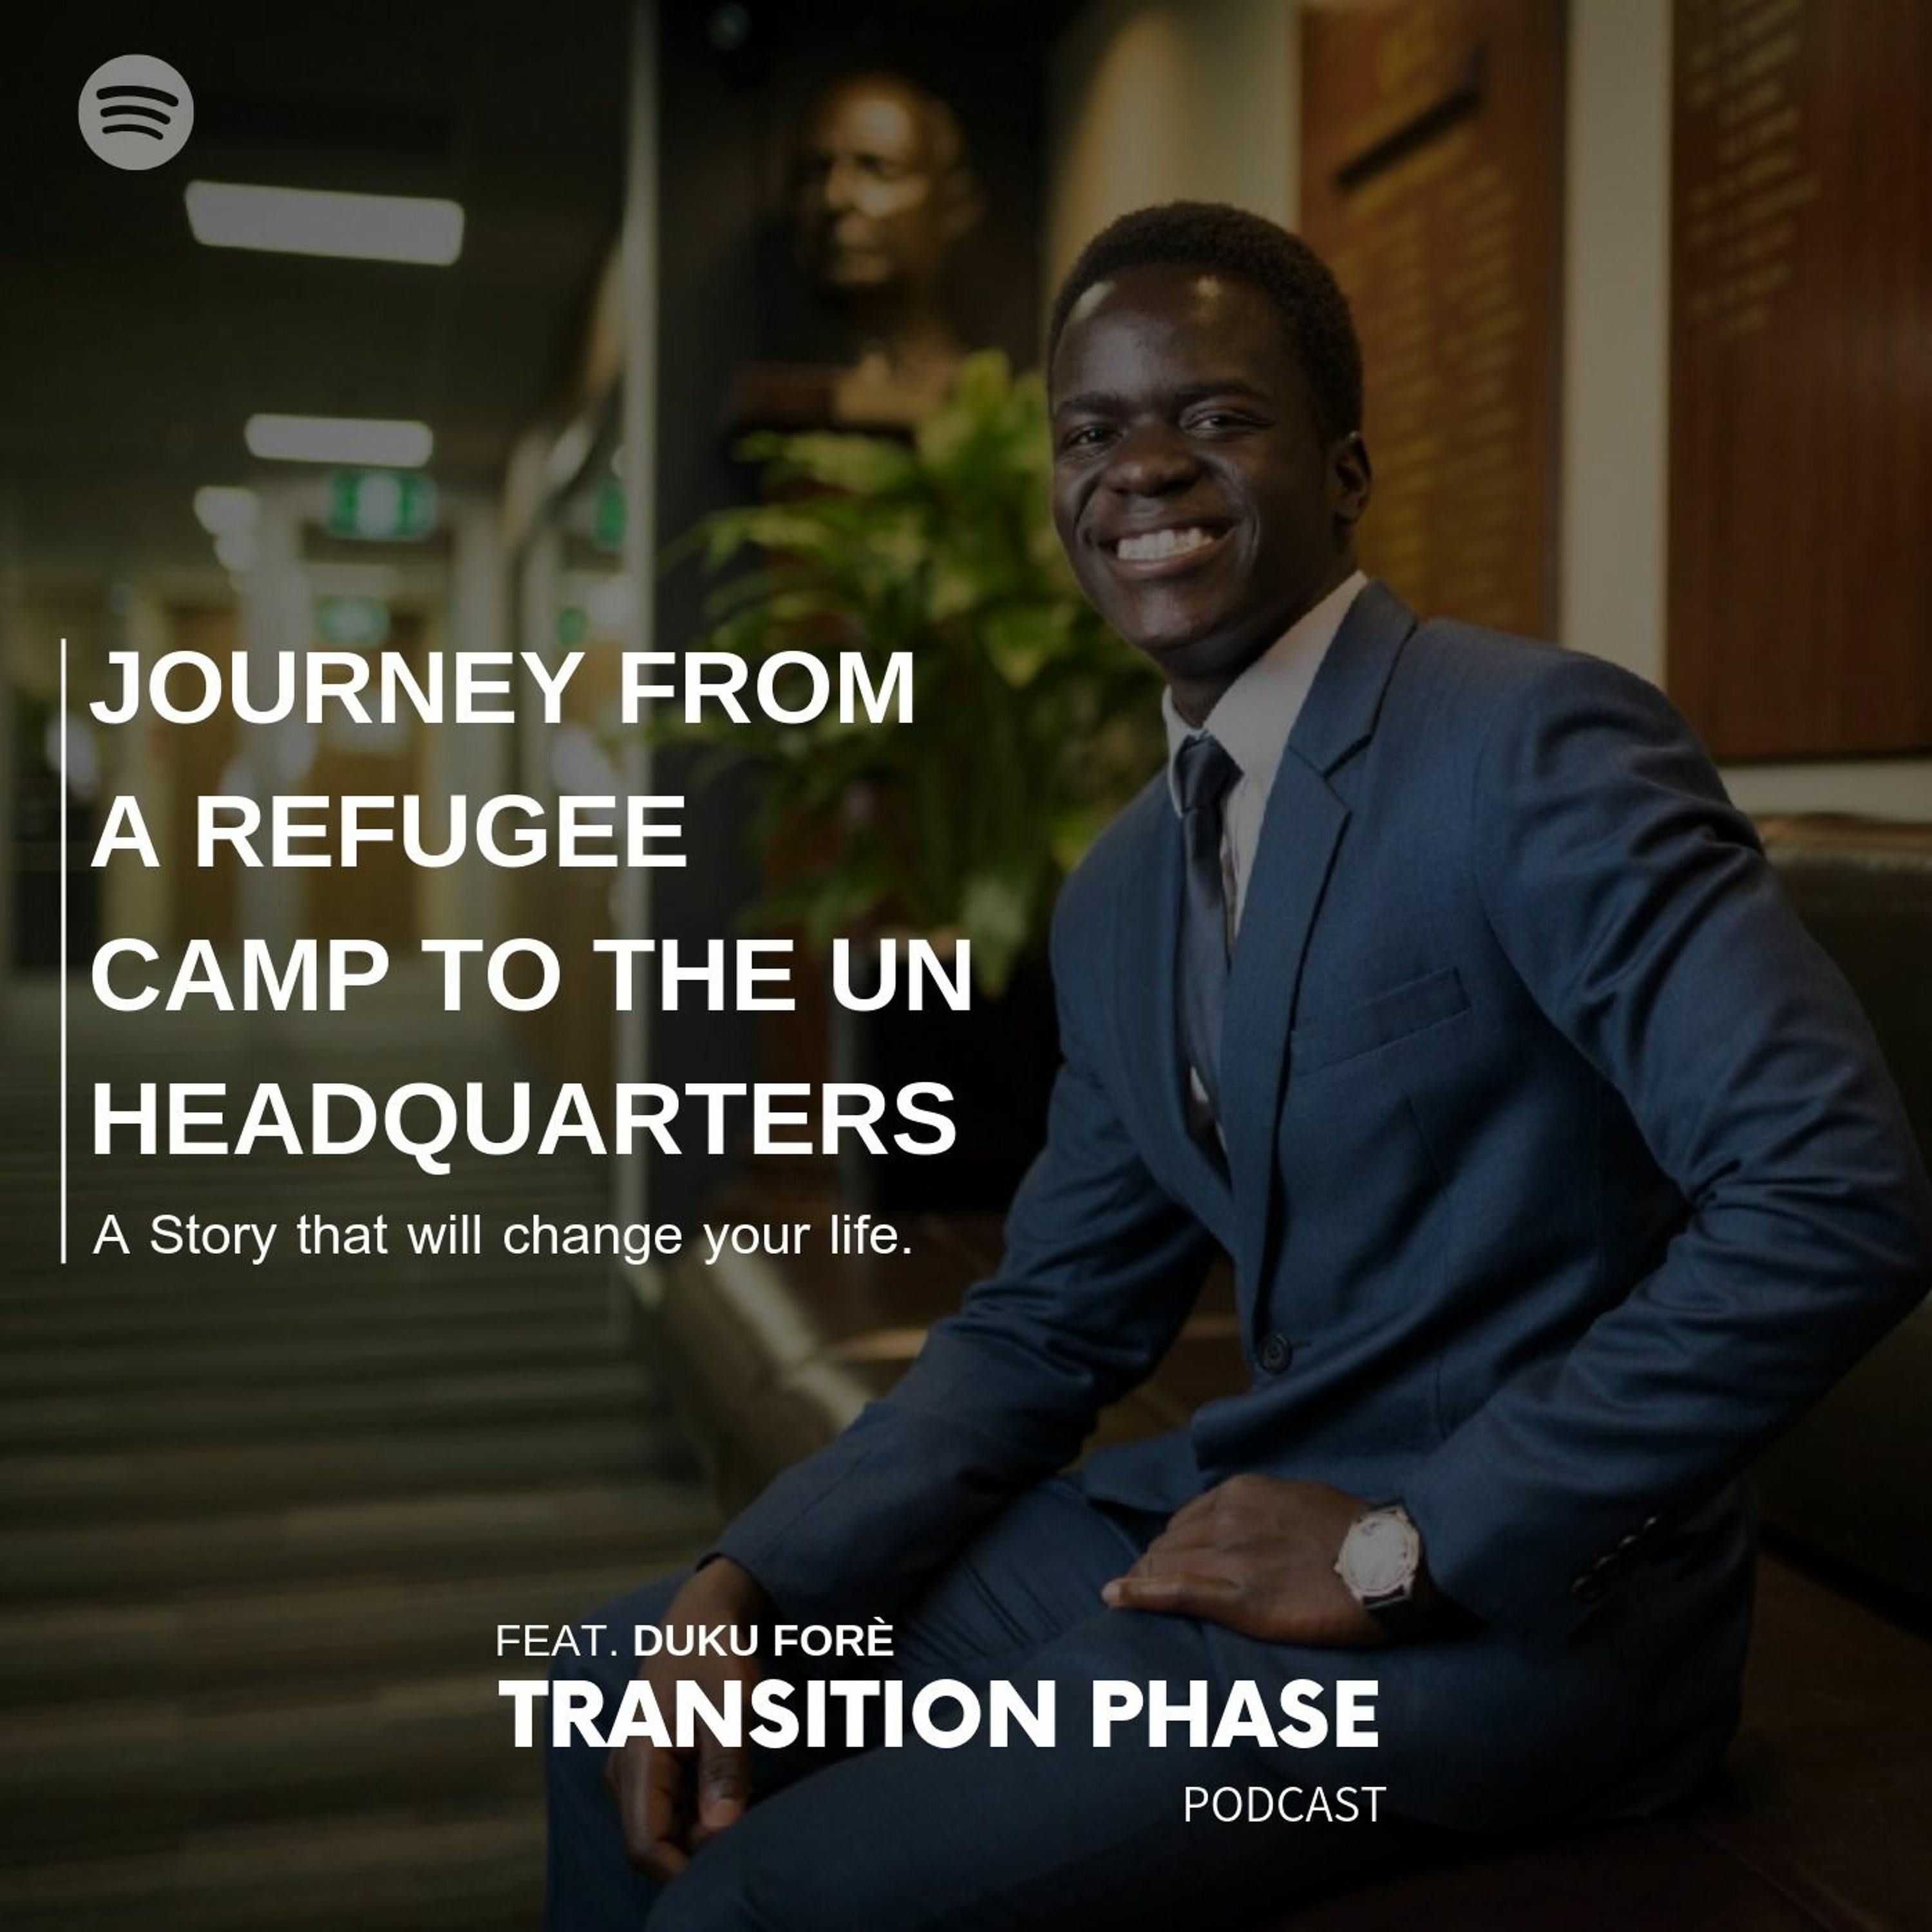 JOURNEY FROM
A REFUGEE
CAMP TO THE UN
HEADQUARTERS
A Story that will change your life.
FEAT. DUKU FORÈ
TRANSITION PHASE
PODCAST